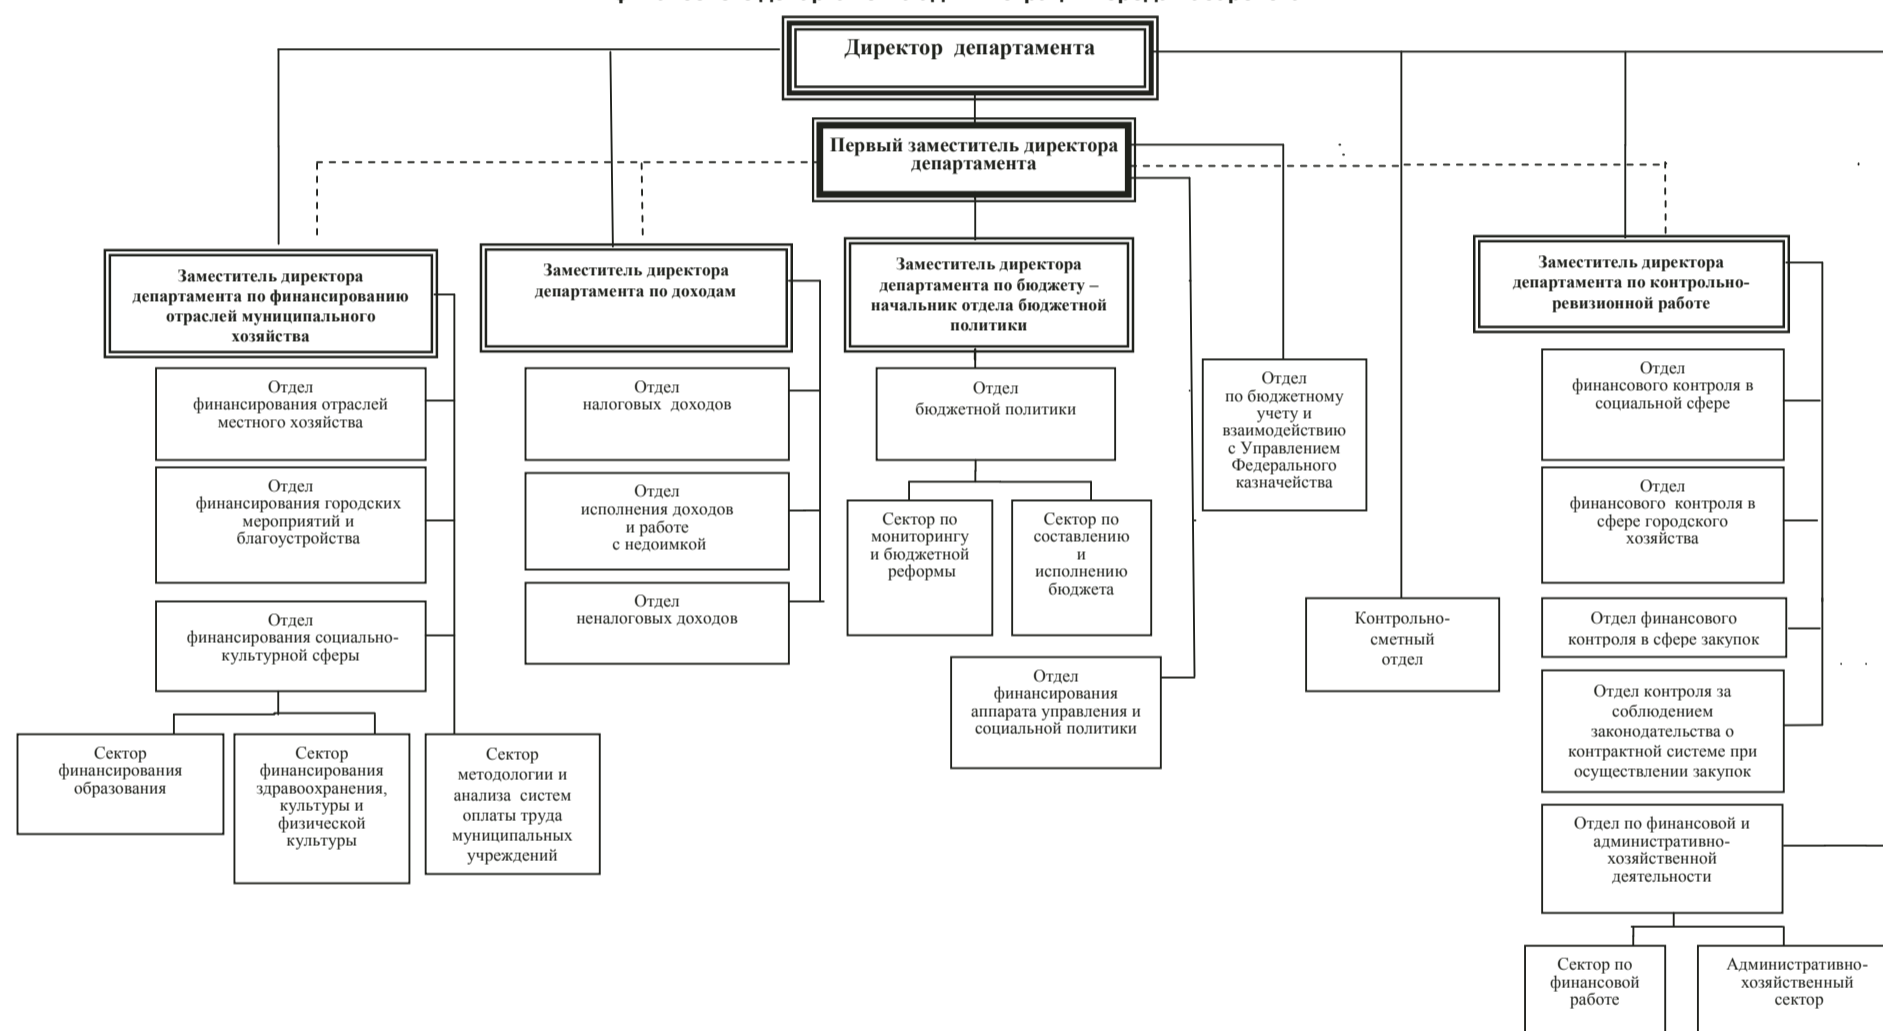 Директор департамента
Первый заместитель директора
департамента
Заместитель директора
департамента по финансированию
отраслей муниципального
хозяйства
Заместитель директора
департамента по доходам
Заместитель директора
департамента по бюджету –
начальник отдела бюджетной
политики
Заместитель директора
департамента по контрольно-
ревизионной работе
Отдел
финансирования отраслей
местного хозяйства
Отдел
финансирования городских
мероприятий и
благоустройства
Отдел
финансирования социально-
культурной сферы
Сектор
финансирования
образования
Сектор
финансирования
здравоохранения,
культуры и
физической
культуры
Сектор
методологии и
анализа систем
оплаты труда
муниципальных
учреждений
Отдел
налоговых доходов
Отдел
исполнения доходов
и работе
с недоимкой
Отдел
неналоговых доходов
Отдел
бюджетной политики
Сектор по
мониторингу
и бюджетной
реформы
Сектор по
составлению
и
исполнению
бюджета
Отдел
финансирования
аппарата управления и
социальной политики
Отдел
по бюджетному
учету и
взаимодействию
с Управлением
Федерального
казначейства
Контрольно-
сметный
отдел
Отдел
финансового контроля в
социальной сфере
Отдел
финансового контроля в
сфере городского
хозяйства
Отдел финансового
контроля в сфере закупок
Отдел контроля за
соблюдением
законодательства о
контрактной системе при
осуществлении закупок
Отдел по финансовой и
административно-
хозяйственной
деятельности
Сектор по
финансовой
работе
Административно-
хозяйственный
сектор